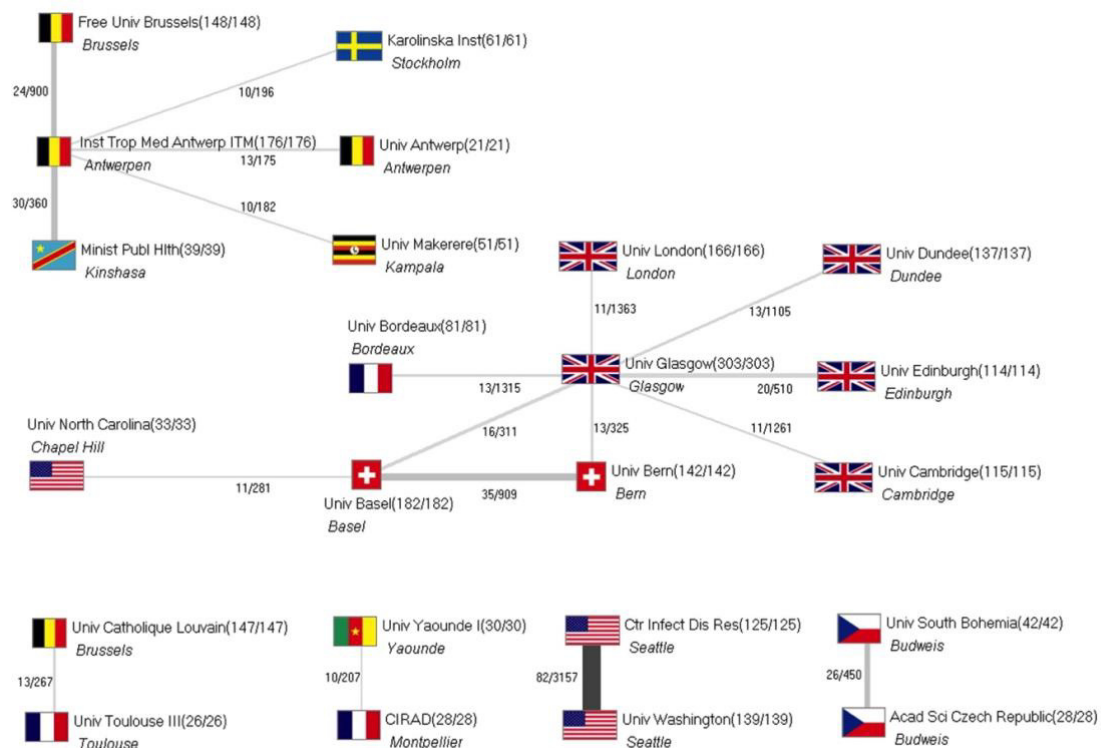 Free Univ Brussels(148/148)
Brussels
Karolinska Inst(61/61)
Stockholm
24/900
10/196
Inst Trop Med Antwerp ITM(176/176)
Antwerpen
13/175
Univ Antwerp(21/21)
Antwerpen
30/360
10/182
Minist Publ Hlth(39/39)
Kinshasa
Univ Makerere(51/51)
Kampala
Univ London(166/166)
London
Univ Dundee(137/137)
Dundee
11/1363
13/1105
Univ Bordeaux(81/81)
Bordeaux
13/1315
Univ Glasgow(303/303)
Glasgow
20/510
Univ Edinburgh(114/114)
Edinburgh
Univ North Carolina(33/33)
Chapel Hill
16/311
13/325
11/1261
11/281
Univ Basel(182/182)
Basel
35/909
Univ Bern(142/142)
Bern
Univ Cambridge(115/115)
Cambridge
Univ Catholique Louvain(147/147)
Brussels
Univ Yaounde I(30/30)
Yaounde
Ctr Infect Dis Res(125/125)
Seattle
Univ South Bohemia(42/42)
Budweis
13/267
10/207
82/3157
26/450
Univ Toulouse III(26/26)
Toulouse
CIRAD(28/28)
Montpellier
Univ Washington(139/139)
Seattle
Acad Sci Czech Republic(28/28)
Budweis